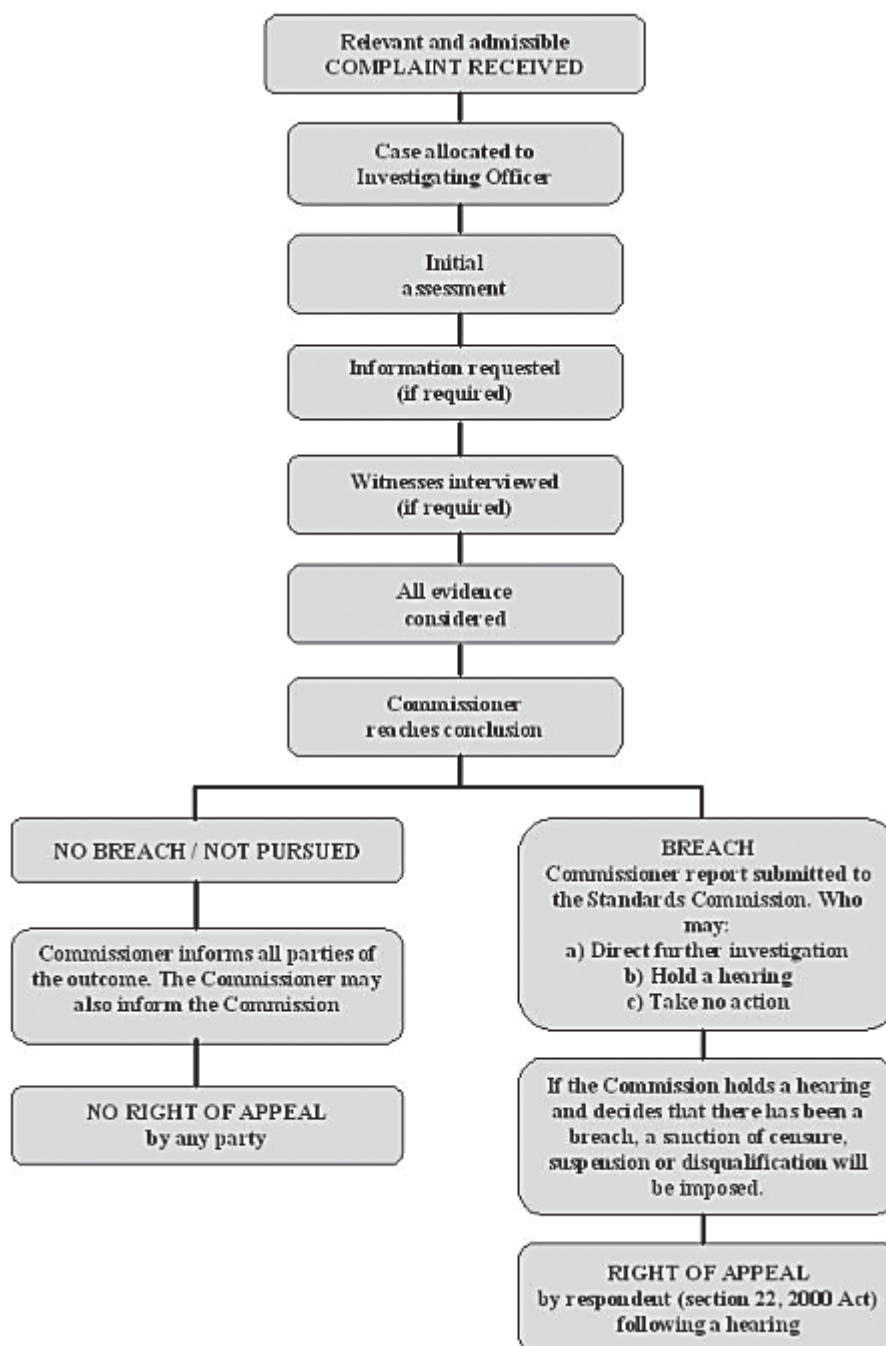 Relevant and admissible
COMPLAINT RECEIVED
Case allocated to
Investigating Officer
Initial
assessment
Information requested
(if required)
Witnesses interviewed
(if required)
All evidence
considered
Commissioner
reaches conclusion
NO BREACH / NOT PURSUED
Commissioner informs all parties of
the outcome. The Commissioner may
also inform the Commission
NO RIGHT OF APPEAL
by any party
BREACH
Commissioner report submitted to
the Standards Commission. Who
may:
a) Direct further investigation
b) Hold a hearing
c) Take no action
If the Commission holds a hearing
and decides that there has been a
breach, a sanction of censure,
suspension or disqualification will
be imposed.
RIGHT OF APPEAL
by respondent (section 22, 2000 Act)
following a hearing